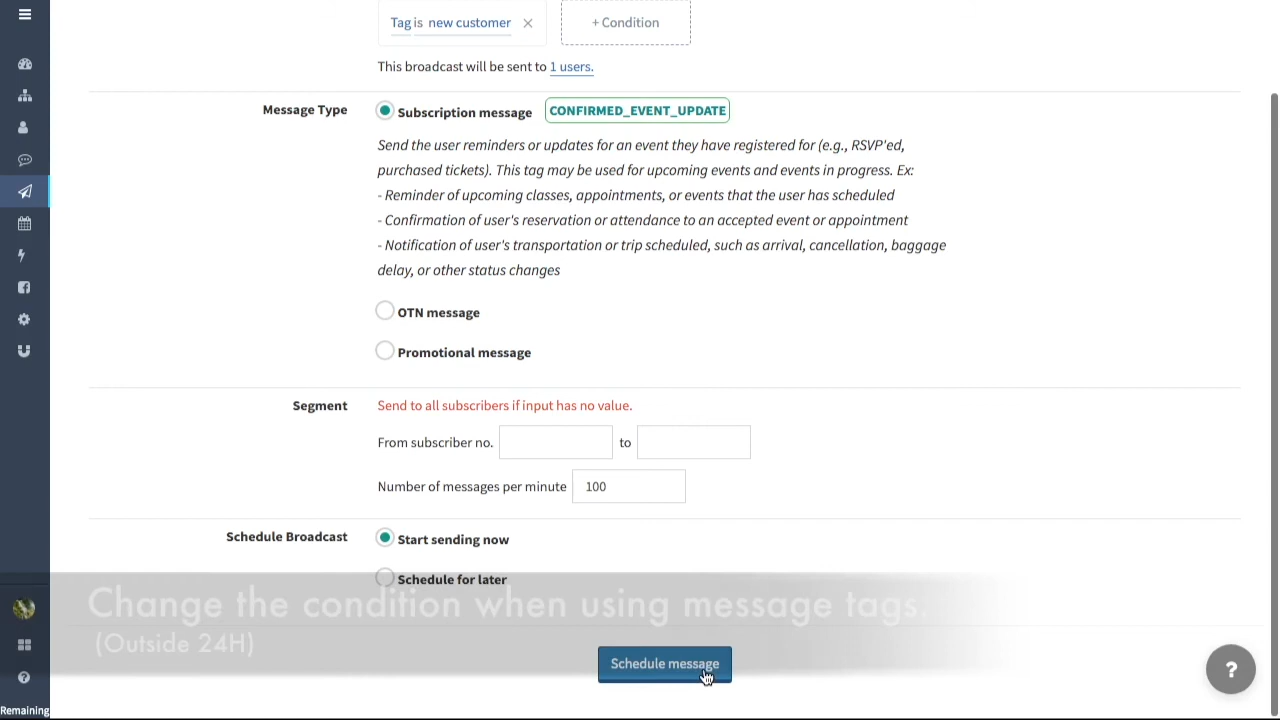 Tag is new customer ×
+ Condition
This broadcast will be sent to 1 users.
Message Type
Subscription message
CONFIRMED_EVENT_UPDATE
Send the user reminders or updates for an event they have registered for (e.g., RSVP'ed,
purchased tickets). This tag may be used for upcoming events and events in progress. Ex:
- Reminder of upcoming classes, appointments, or events that the user has scheduled
- Confirmation of user's reservation or attendance to an accepted event or appointment
- Notification of user's transportation or trip scheduled, such as arrival, cancellation, baggage
delay, or other status changes
OTN message
Promotional message
Segment
Send to all subscribers if input has no value.
From subscriber no.
to
Number of messages per minute 100
Schedule Broadcast
Start sending now
Schedule for later
Change the condition when using message tags.
(Outside 24H)
Schedule message
?
Remaining